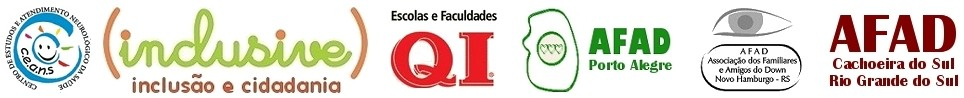 CENTRO DE ESTUDOS E ATENDIMENTO NEUROLÓGICO DA SAÚDE
c.e.a.n.s
(inclusive)
inclusão e cidadania
Escolas e Faculdades
QI
AFAD
Porto Alegre
AFAD
Associação dos Familiares
e Amigos do Down
Novo Hamburgo - RS
AFAD
Cachoeira do Sul
Rio Grande do Sul